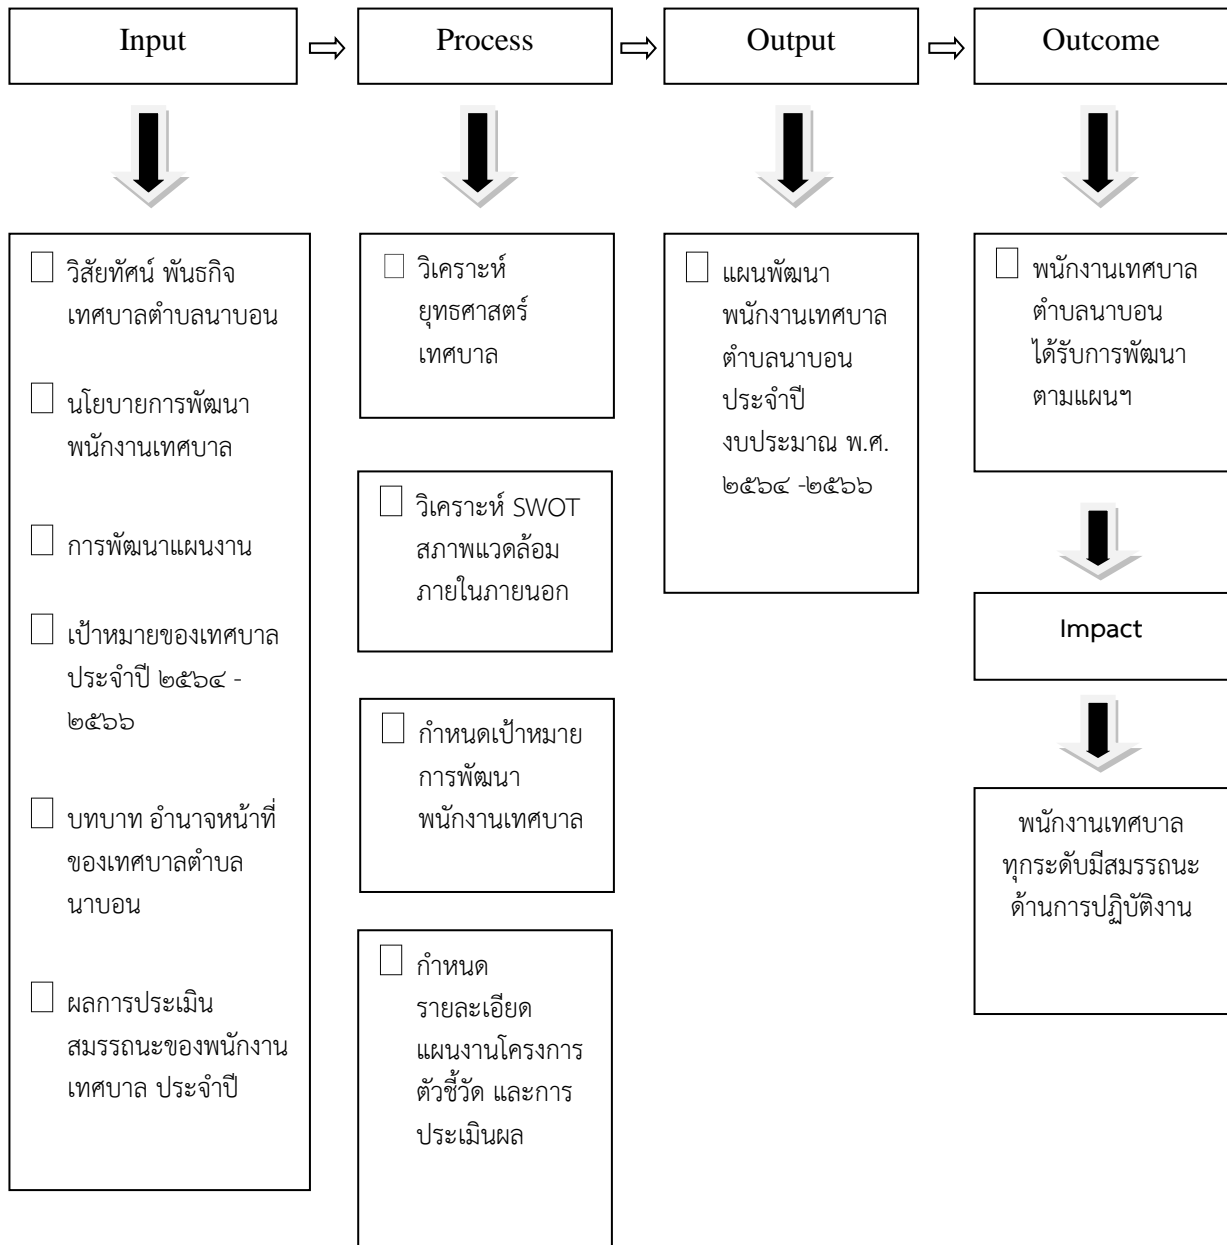 Input
Process
Output
Outcome
วิสัยทัศน์ พันธกิจ
เทศบาลตำบลนาบอน
นโยบายการพัฒนา
พนักงานเทศบาล
การพัฒนาแผนงาน
เป้าหมายของเทศบาล
ประจำปี ๒๕๖๔ -
๒๕๖๖
บทบาท อำนาจหน้าที่
ของเทศบาลตำบล
นาบอน
ผลการประเมิน
สมรรถนะของพนักงาน
เทศบาล ประจำปี
วิเคราะห์
ยุทธศาสตร์
เทศบาล
วิเคราะห์ SWOT
สภาพแวดล้อม
ภายในภายนอก
กำหนดเป้าหมาย
การพัฒนา
พนักงานเทศบาล
กำหนด
รายละเอียด
แผนงานโครงการ
ตัวชี้วัด และการ
ประเมินผล
แผนพัฒนา
พนักงานเทศบาล
ตำบลนาบอน
ประจำปี
งบประมาณ พ.ศ.
๒๕๖๔ -๒๕๖๖
พนักงานเทศบาล
ตำบลนาบอน
ได้รับการพัฒนา
ตามแผนฯ
Impact
พนักงานเทศบาล
ทุกระดับมีสมรรถนะ
ด้านการปฏิบัติงาน